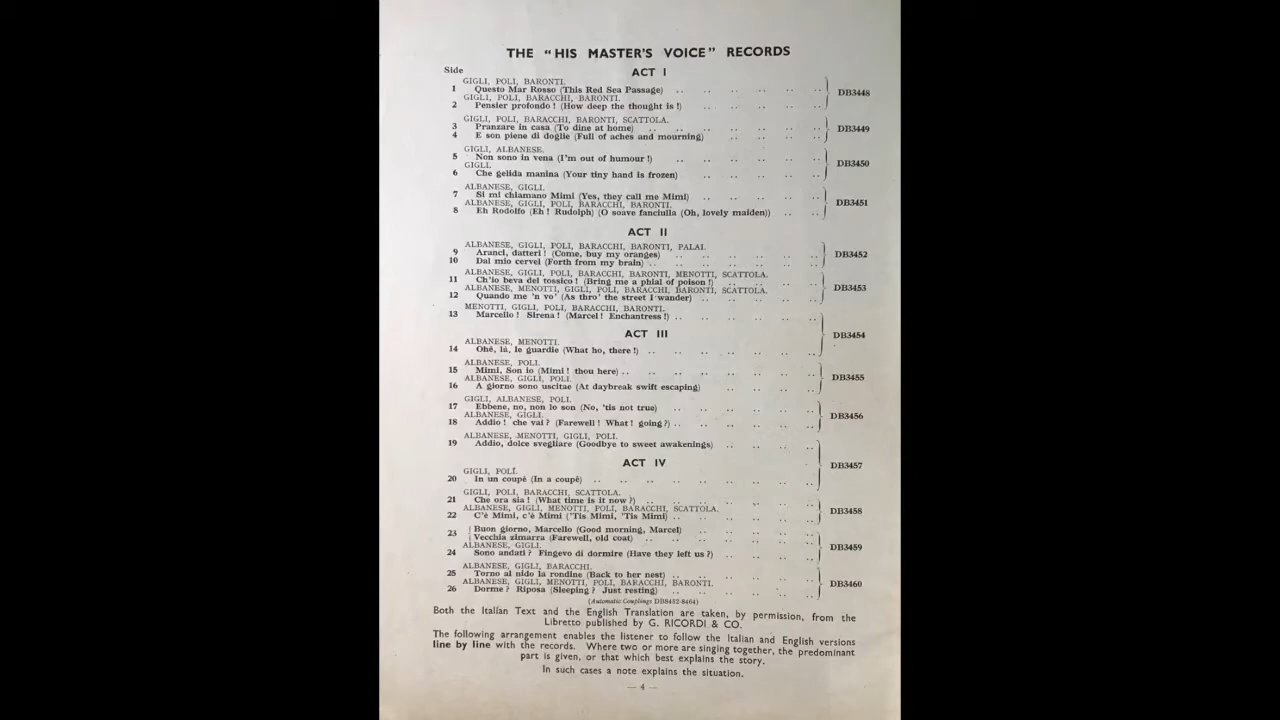 THE "HIS MASTER'S VOICE" RECORDS
Side
ACT I
GIGLI, POLI, BARONTI.
1 Questo Mar Rosso (This Red Sea Passage)
GIGLI, POLI, BARACCHI, BARONTI.
2 Pensier profondo ! (How deep the thought is !)
DB3448
GIGLI, POLI, BARACCHI, BARONTI, SCATTOLA.
3 Pranzare in casa (To dine at home)
4 E son piene di doglie (Full of aches and mourning)
DB3449
GIGLI, ALBANESE.
5 Non sono in vena (I'm out of humour !)
GIGLI.
6 Che gelida manina (Your tiny hand is frozen)
DB3450
ALBANESE, GIGLI.
7 Si mi chiamano Mimi (Yes, they call me Mimi)
ALBANESE, GIGLI, POLI, BARACCHI, BARONTI.
8 Eh Rodolfo (Eh ! Rudolph) (O soave fanciulla (Oh, lovely maiden))
DB3451
ACT II
ALBANESE, GIGLI, POLI, BARACCHI, BARONTI, PALAI.
9 Aranci, datteri ! (Come, buy my oranges)
10 Dal mio cervel (Forth from my brain)
DB3452
ALBANESE, GIGLI, POLI, BARACCHI, BARONTI, MENOTTI, SCATTOLA.
11 Ch'io beva del tossico ! (Bring me a phial of poison !)
ALBANESE, MENOTTI, GIGLI, POLI, BARACCHI, BARONTI, SCATTOLA.
12 Quando me 'n vo' (As thro' the street I wander)
DB3453
MENOTTI, GIGLI, POLI, BARACCHI, BARONTI.
13 Marcello ! Sirena ! (Marcel ! Enchantress !)
ACT III
DB3454
ALBANESE, MENOTTI.
14 Ohè, là, le guardie (What ho, there !)
ALBANESE, POLI.
15 Mimi, Son io (Mimi ! thou here)
ALBANESE, GIGLI, POLI.
16 A giorno sono uscitae (At daybreak swift escaping)
DB3455
GIGLI, ALBANESE, POLI.
17 Ebbene, no, non lo son (No, 'tis not true)
ALBANESE, GIGLI.
18 Addio ! che vai ? (Farewell ! What ! going ?)
DB3456
ALBANESE, MENOTTI, GIGLI, POLI.
19 Addio, dolce svegliare (Goodbye to sweet awakenings)
ACT IV
DB3457
GIGLI, POLI.
20 In un coupè (In a coupê)
GIGLI, POLI, BARACCHI, SCATTOLA.
21 Che ora sia ! (What time is it now ?)
ALBANESE, GIGLI, MENOTTI, POLI, BARACCHI, SCATTOLA.
22 C'è Mimi, c'è Mimi ('Tis Mimi, 'Tis Mimi)
DB3458
23 Buon giorno, Marcello (Good morning, Marcel)
Vecchia zimarra (Farewell, old coat)
ALBANESE, GIGLI.
24 Sono andati ? Fingevo di dormire (Have they left us ?)
DB3459
ALBANESE, GIGLI, BARACCHI.
25 Torno al nido la rondine (Back to her nest)
ALBANESE, GIGLI, MENOTTI, POLI, BARACCHI, BARONTI.
26 Dorme ? Riposa (Sleeping ? Just resting)
DB3460
(Automatic Couplings DB8452-8464)
Both the Italian Text and the English Translation are taken, by permission, from the
Libretto published by G. RICORDI & CO.
The following arrangement enables the listener to follow the Italian and English versions
line by line with the records. Where two or more are singing together, the predominant
part is given, or that which best explains the story.
In such cases a note explains the situation.
— 4 —